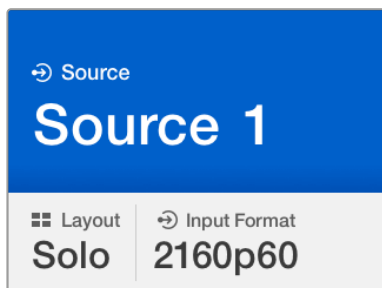 Source
Source 1
Layout
Input Format
Solo
2160p60